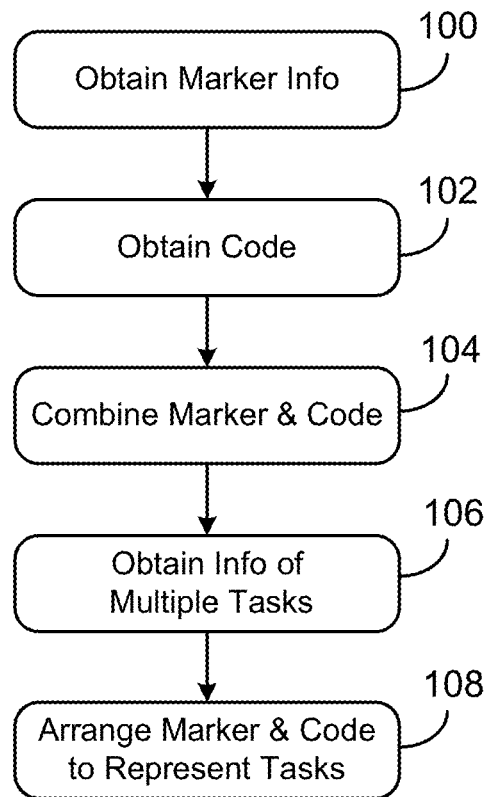 100
Obtain Marker Info
102
Obtain Code
104
Combine Marker & Code
106
Obtain Info of
Multiple Tasks
108
Arrange Marker & Code
to Represent Tasks